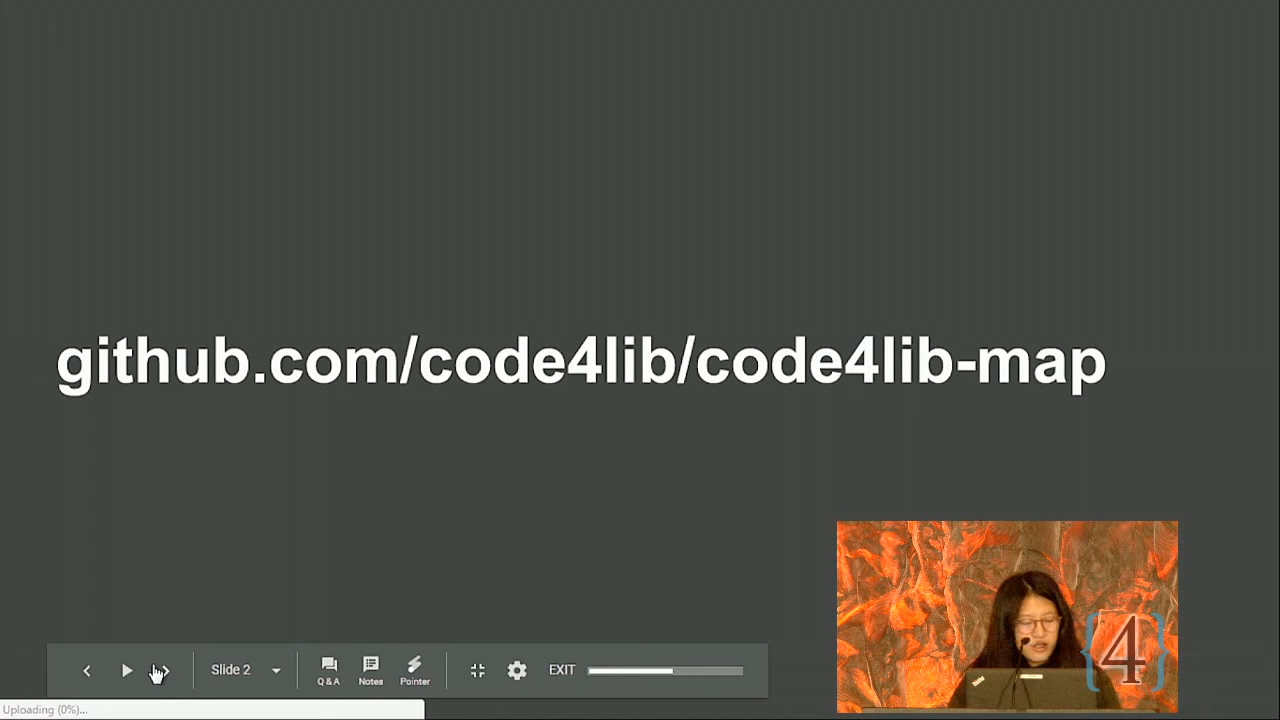 github.com/code4lib/code4lib-map
{4}
Slide 2
Q & A
Notes
Pointer
EXIT
Uploading (0%)...